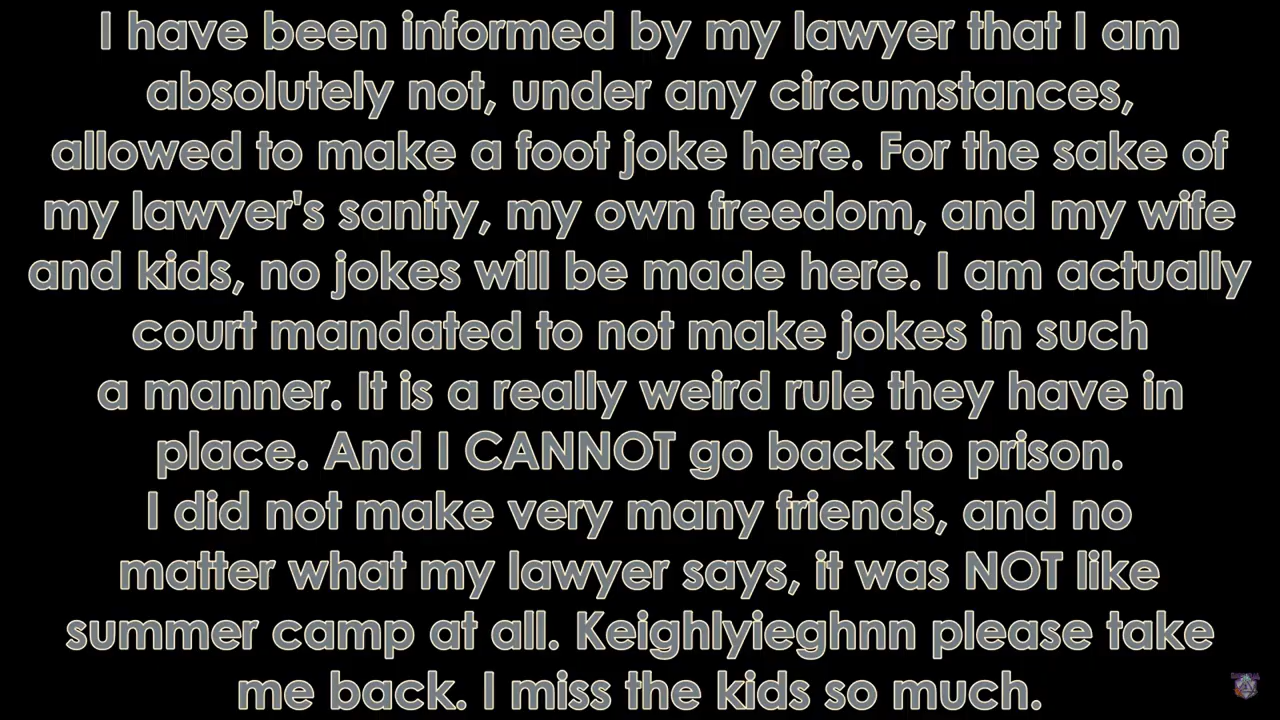 I have been informed by my lawyer that I am
absolutely not, under any circumstances,
allowed to make a foot joke here. For the sake of
my lawyer's sanity, my own freedom, and my wife
and kids, no jokes will be made here. I am actually
court mandated to not make jokes in such
a manner. It is a really weird rule they have in
place. And I CANNOT go back to prison.
I did not make very many friends, and no
matter what my lawyer says, it was NOT like
summer camp at all. Keighlyieghnn please take
me back. I miss the kids so much.